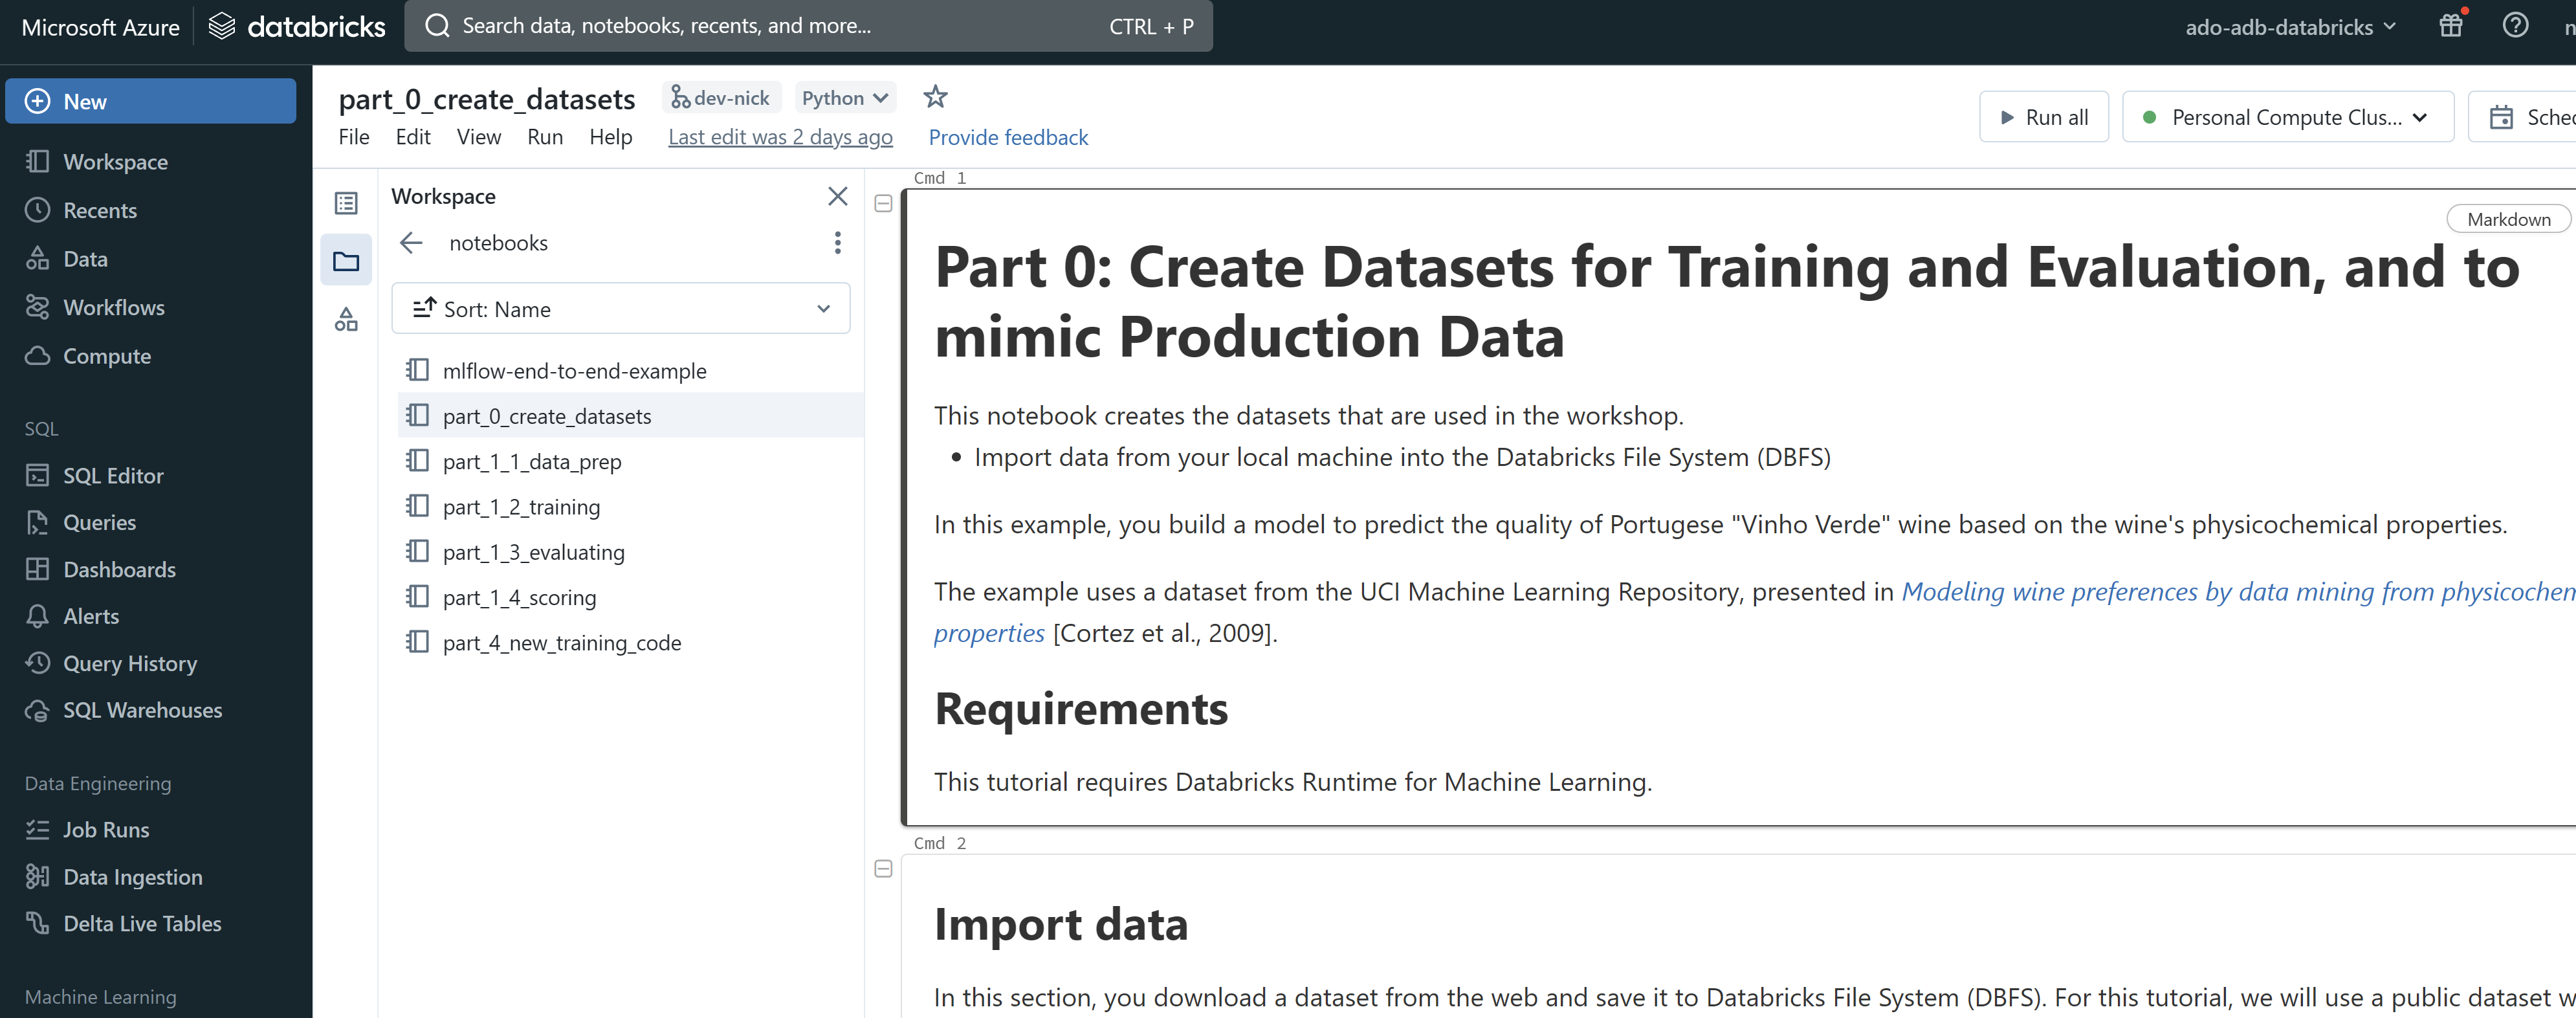 Microsoft Azure databricks Search data, notebooks, recents, and more... CTRL + P ado-adb-databricks
New
Workspace
Recents
Data
Workflows
Compute
SQL
SQL Editor
Queries
Dashboards
Alerts
Query History
SQL Warehouses
Data Engineering
Job Runs
Data Ingestion
Delta Live Tables
Machine Learning
part_0_create_datasets dev-nick Python
File Edit View Run Help Last edit was 2 days ago Provide feedback
Run all Personal Compute Clus...
Workspace
notebooks
Sort: Name
mlflow-end-to-end-example
part_0_create_datasets
part_1_1_data_prep
part_1_2_training
part_1_3_evaluating
part_1_4_scoring
part_4_new_training_code
Cmd 1
Markdown
Part 0: Create Datasets for Training and Evaluation, and to
mimic Production Data
This notebook creates the datasets that are used in the workshop.
• Import data from your local machine into the Databricks File System (DBFS)
In this example, you build a model to predict the quality of Portugese "Vinho Verde" wine based on the wine's physicochemical properties.
The example uses a dataset from the UCI Machine Learning Repository, presented in Modeling wine preferences by data mining from
properties [Cortez et al., 2009].
Requirements
This tutorial requires Databricks Runtime for Machine Learning.
Cmd 2
Import data
In this section, you download a dataset from the web and save it to Databricks File System (DBFS). For this tutorial, we will use a public dataset